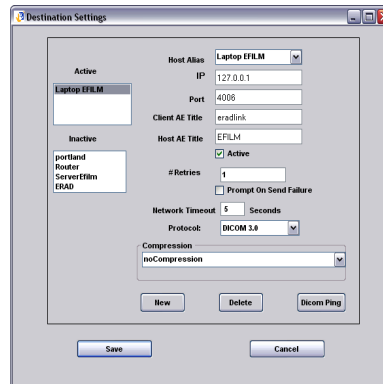 Destination Settings
Active
Laptop EFILM
Inactive
portland
Router
ServerEfilm
ERAD
Host Alias Laptop EFILM
IP 127.0.0.1
Port 4006
Client AE Title eradlink
Host AE Title EFILM
Active
# Retries 1
Prompt On Send Failure
Network Timeout 5 Seconds
Protocol: DICOM 3.0
Compression
noCompression
New Delete Dicom Ping
Save Cancel